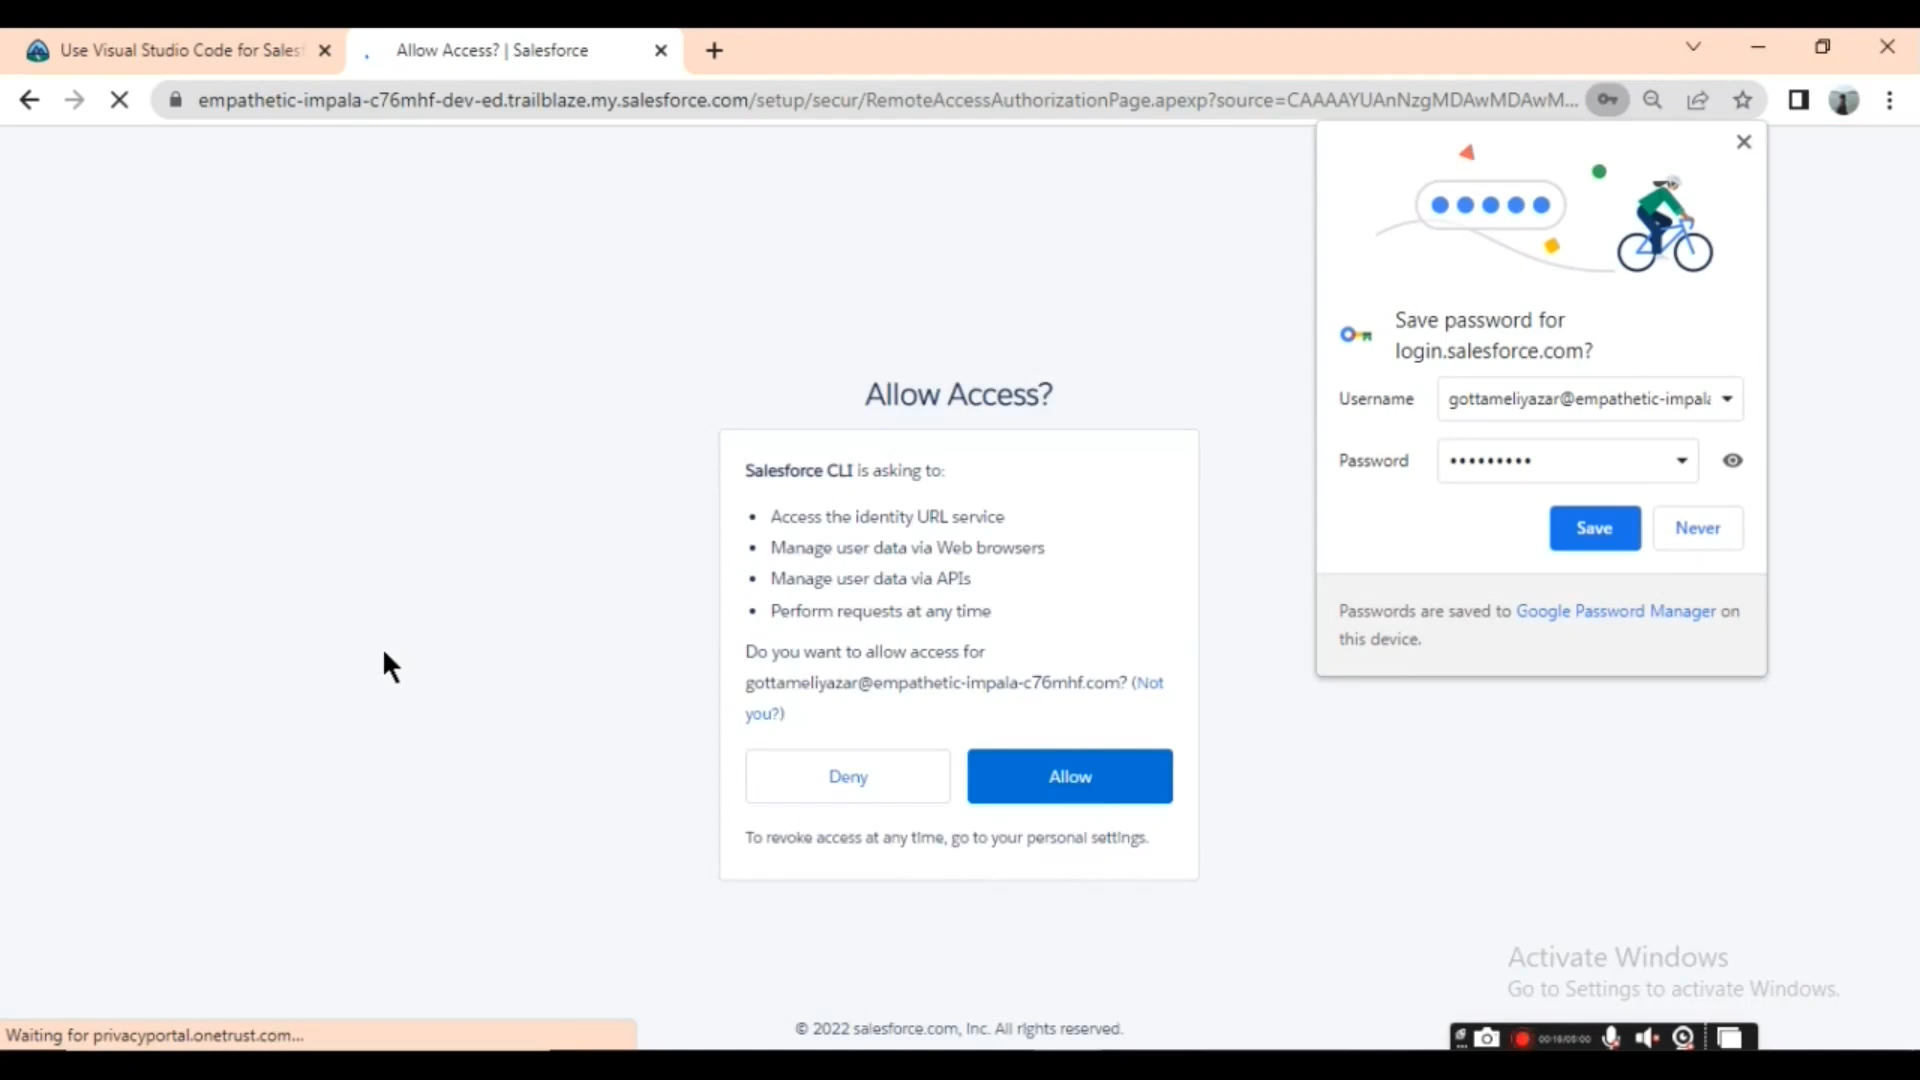 Use Visual Studio Code for Salesf
Allow Access? | Salesforce
empathetic-impala-c76mhf-dev-ed.trailblaze.my.salesforce.com/setup/secur/RemoteAccessAuthorizationPage.apexp?source=CAAAAYUAnNzgMDAwMDAwM...
Save password for
login.salesforce.com?
Username
gottameliyazar@empathetic-impala
Password
•••••••••
Save
Never
Passwords are saved to Google Password Manager on
this device.
Allow Access?
Salesforce CLI is asking to:
• Access the identity URL service
• Manage user data via Web browsers
• Manage user data via APIs
• Perform requests at any time
Do you want to allow access for
gottameliyazar@empathetic-impala-c76mhf.com? (Not
you?)
Deny
Allow
To revoke access at any time, go to your personal settings.
Activate Windows
Go to Settings to activate Windows.
© 2022 salesforce.com, Inc. All rights reserved.
Waiting for privacyportal.onetrust.com...